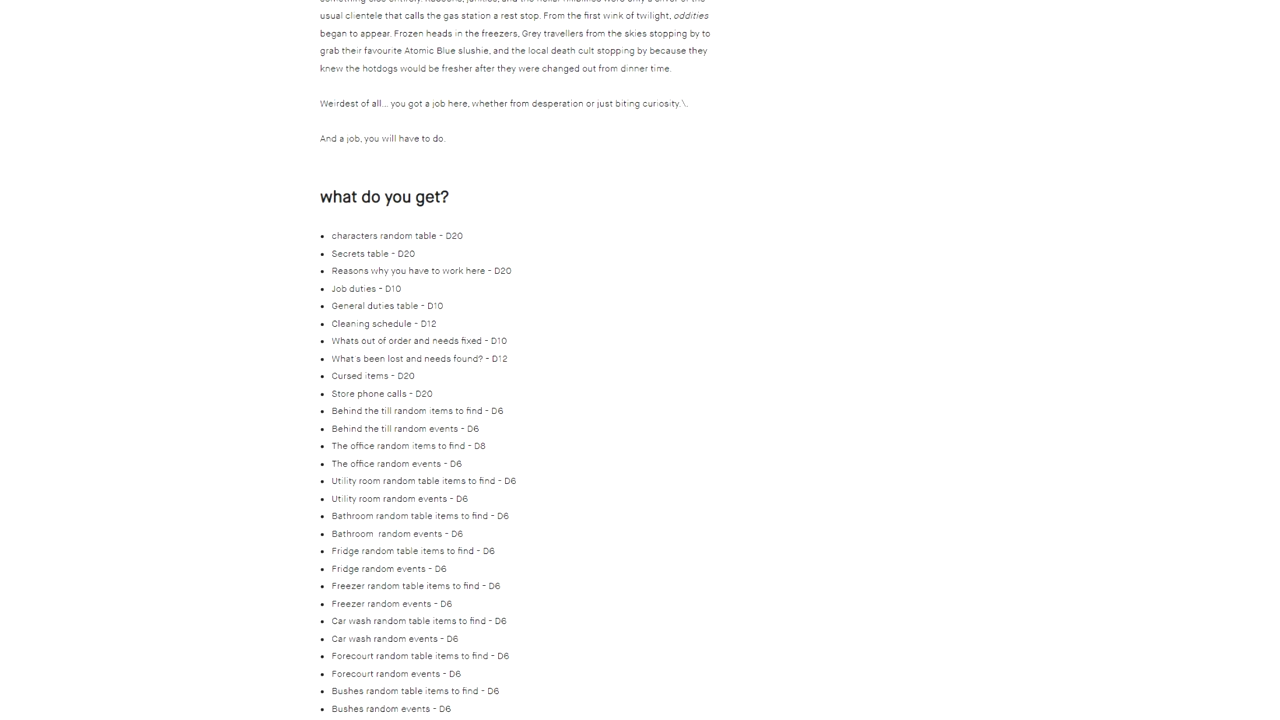 usual clientele that calls the gas station a rest stop. From the first wink of twilight, oddities
began to appear. Frozen heads in the freezers, Grey travellers from the skies stopping by to
grab their favourite Atomic Blue slushie, and the local death cult stopping by because they
knew the hotdogs would be fresher after they were changed out from dinner time.
Weirdest of all... you got a job here, whether from desperation or just biting curiosity.\.
And a job, you will have to do.
what do you get?
• characters random table - D20
• Secrets table - D20
• Reasons why you have to work here - D20
• Job duties - D10
• General duties table - D10
• Cleaning schedule - D12
• Whats out of order and needs fixed - D10
• What's been lost and needs found? - D12
• Cursed items - D20
• Store phone calls - D20
• Behind the till random items to find - D6
• Behind the till random events - D6
• The office random items to find - D8
• The office random events - D6
• Utility room random table items to find - D6
• Utility room random events - D6
• Bathroom random table items to find - D6
• Bathroom  random events - D6
• Fridge random table items to find - D6
• Fridge random events - D6
• Freezer random table items to find - D6
• Freezer random events - D6
• Car wash random table items to find - D6
• Car wash random events - D6
• Forecourt random table items to find - D6
• Forecourt random events - D6
• Bushes random table items to find - D6
• Bushes random events - D6